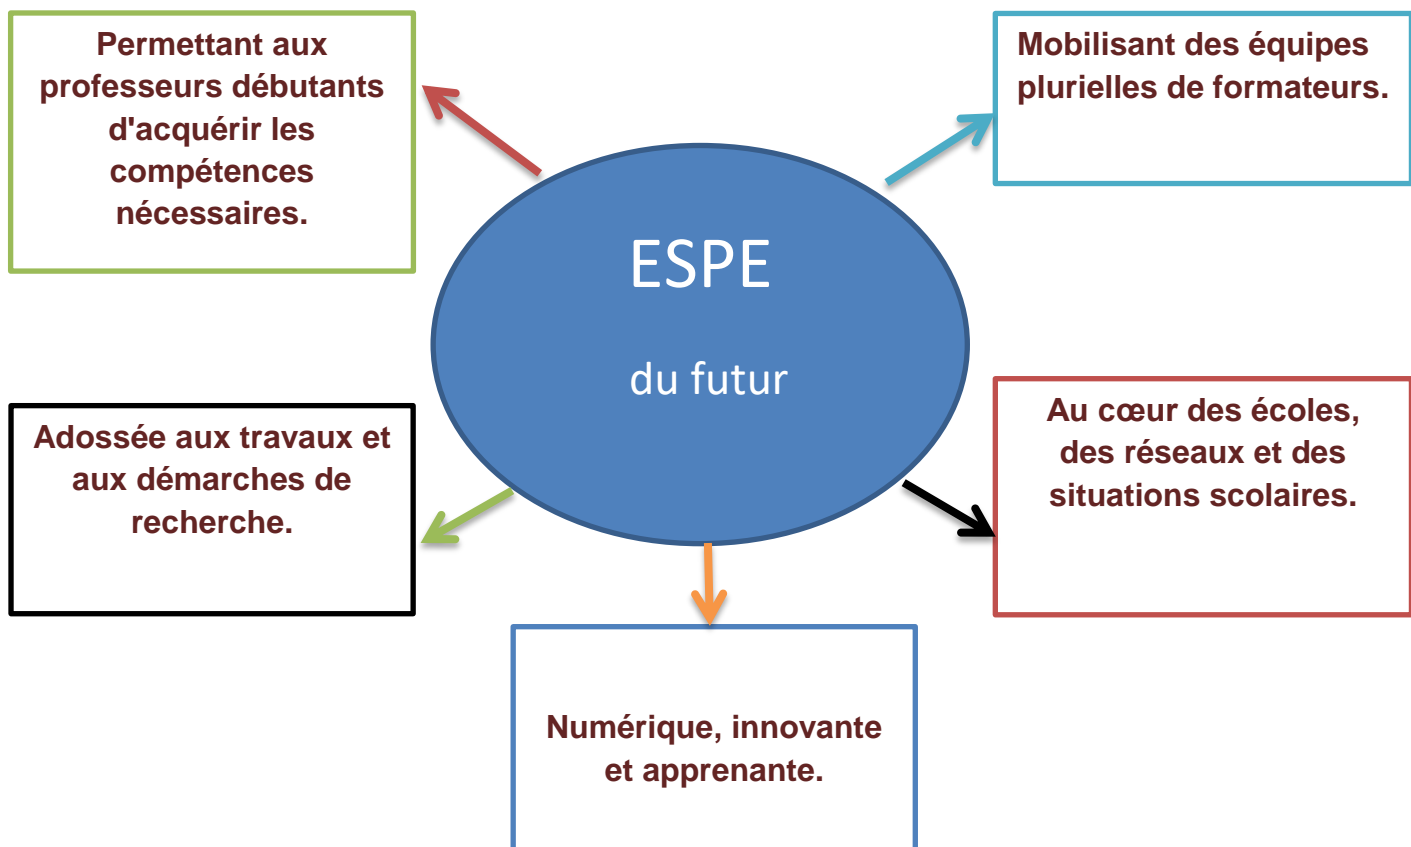 Permettant aux
professeurs débutants
d'acquérir les
compétences
nécessaires.
Mobilisant des équipes
plurielles de formateurs.
ESPE
du futur
Adossée aux travaux et
aux démarches de
recherche.
Au cœur des écoles,
des réseaux et des
situations scolaires.
Numérique, innovante
et apprenante.